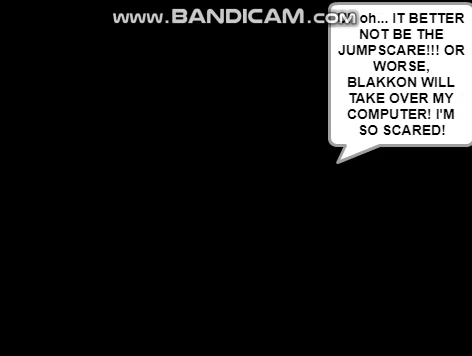 www.BANDICAM.com
oh... IT BETTER
NOT BE THE
JUMPSCARE!!! OR
WORSE,
BLAKKON WILL
TAKE OVER MY
COMPUTER! I'M
SO SCARED!